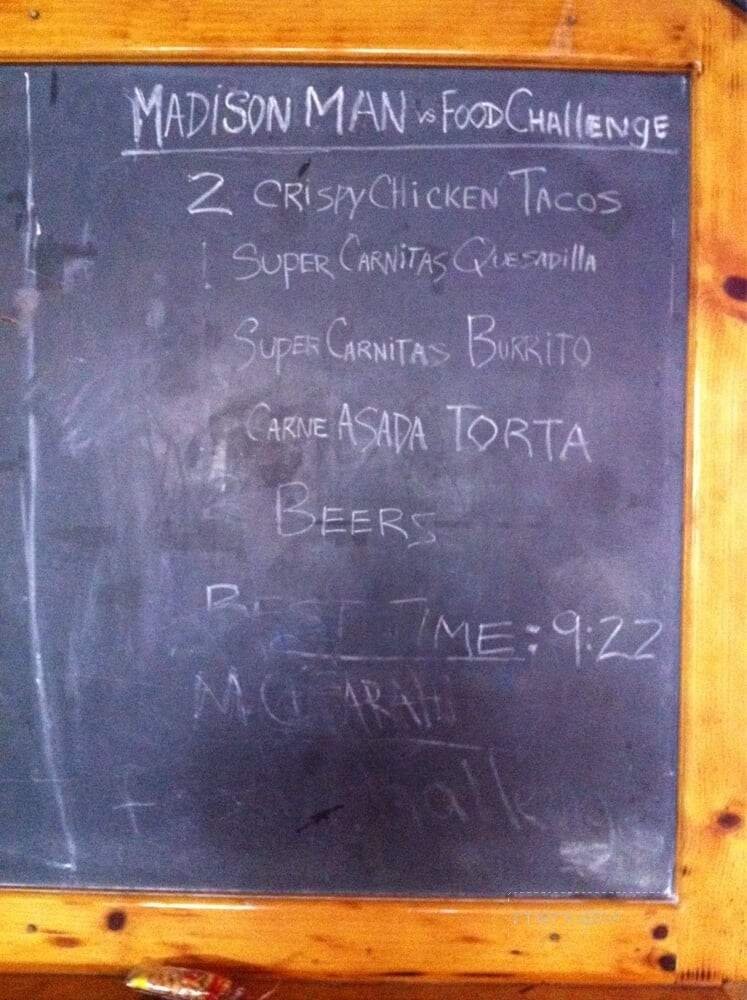 MADISON MAN vs FOOD CHAllENgE
2 CRISPY CHICKEN TACOS
1 SUPER CARNITAS QUESADIllA
SUPER CARNITAS BURRITO
CARNE ASADA TORTA
BEERS
BEST TIME: 9:22